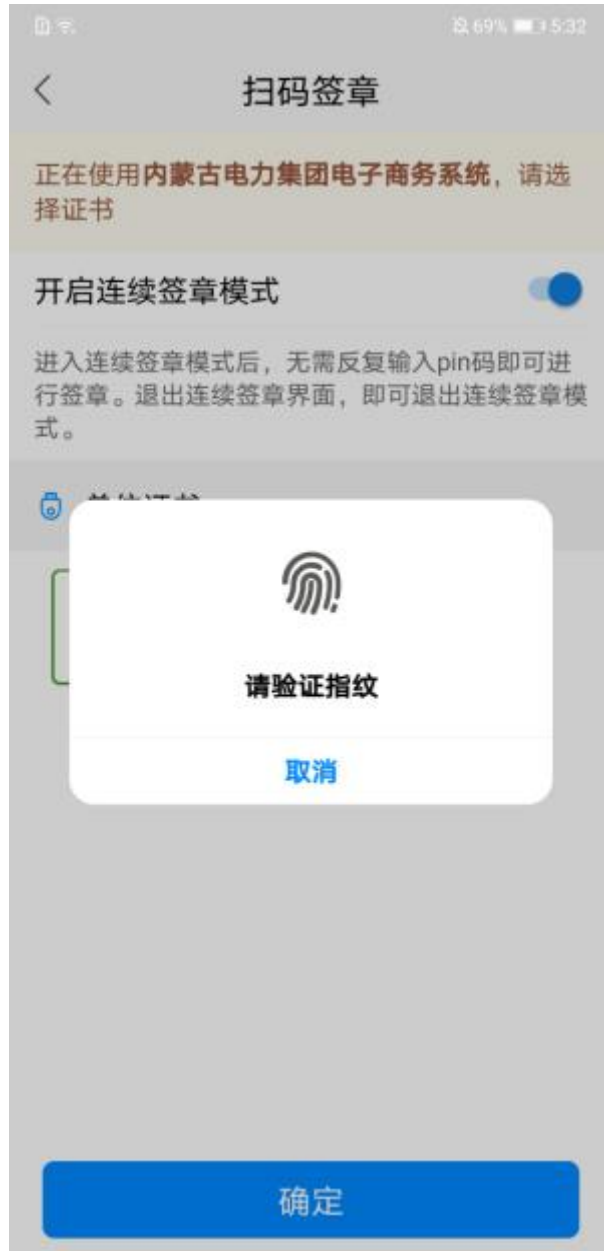 69% 5:32
扫码签章
正在使用内蒙古电力集团电子商务系统，请选
择证书
开启连续签章模式
进入连续签章模式后，无需反复输入pin码即可进
行签章。退出连续签章界面，即可退出连续签章模
式。
请验证指纹
取消
确定